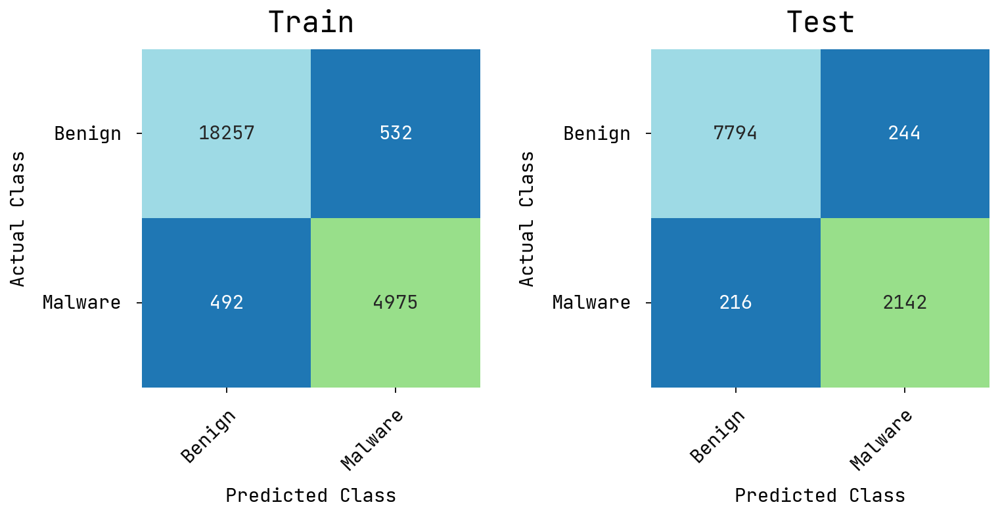 Train
Actual Class
Benign
18257
532
Malware
492
4975
Benign
Malware
Predicted Class
Test
Actual Class
Benign
7794
244
Malware
216
2142
Benign
Malware
Predicted Class